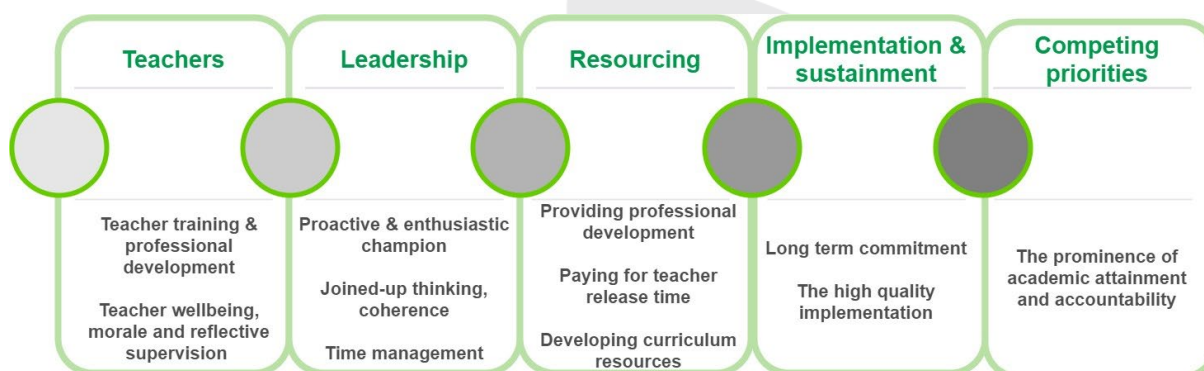 Teachers
Teacher training &
professional
development
Teacher wellbeing,
morale and reflective
supervision
Leadership
Proactive & enthusiastic
champion
Joined-up thinking,
coherence
Time management
Resourcing
Providing professional
development
Paying for teacher
release time
Developing curriculum
resources
Implementation &
sustainment
Long term commitment
The high quality
implementation
Competing
priorities
The prominence of
academic attainment
and accountability